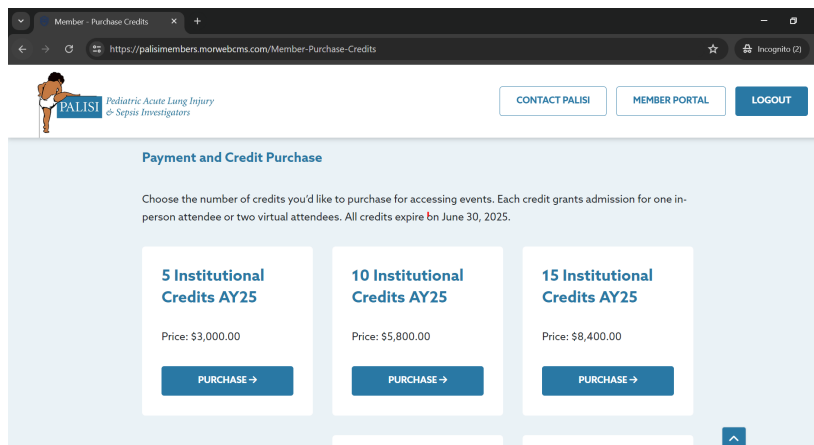 Member - Purchase Credits
https://palisimembers.morwebcms.com/Member-Purchase-Credits
Incognito (2)
PALISI
Pediatric Acute Lung Injury
& Sepsis Investigators
CONTACT PALISI
MEMBER PORTAL
LOGOUT
Payment and Credit Purchase
Choose the number of credits you'd like to purchase for accessing events. Each credit grants admission for one in-
person attendee or two virtual attendees. All credits expire on June 30, 2025.
5 Institutional
Credits AY25
Price: $3,000.00
PURCHASE →
10 Institutional
Credits AY25
Price: $5,800.00
PURCHASE →
15 Institutional
Credits AY25
Price: $8,400.00
PURCHASE →